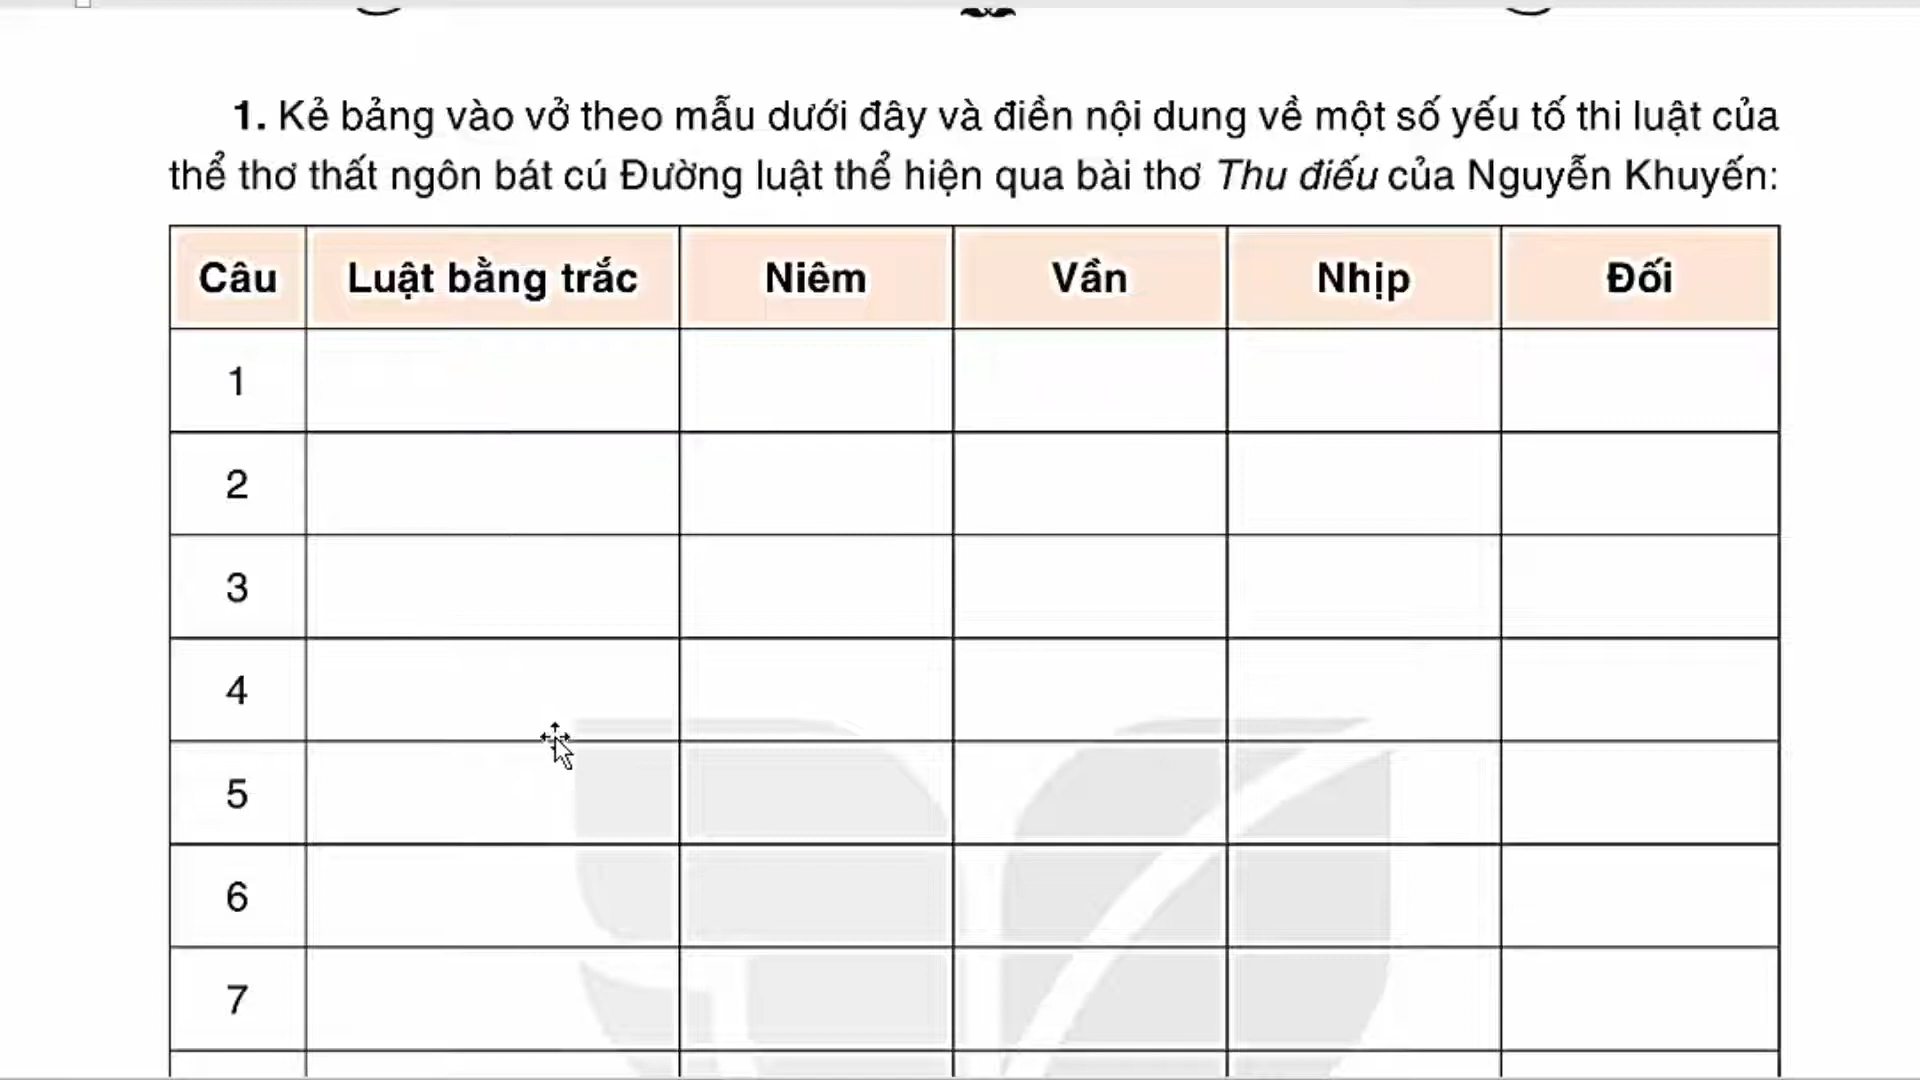 1. Kẻ bảng vào vở theo mẫu dưới đây và điền nội dung về một số yếu tố thi luật của
thể thơ thất ngôn bát cú Đường luật thể hiện qua bài thơ Thu điếu của Nguyễn Khuyến:
Câu Luật bằng trắc Niêm Vần Nhịp Đối
1
2
3
4
5
6
7